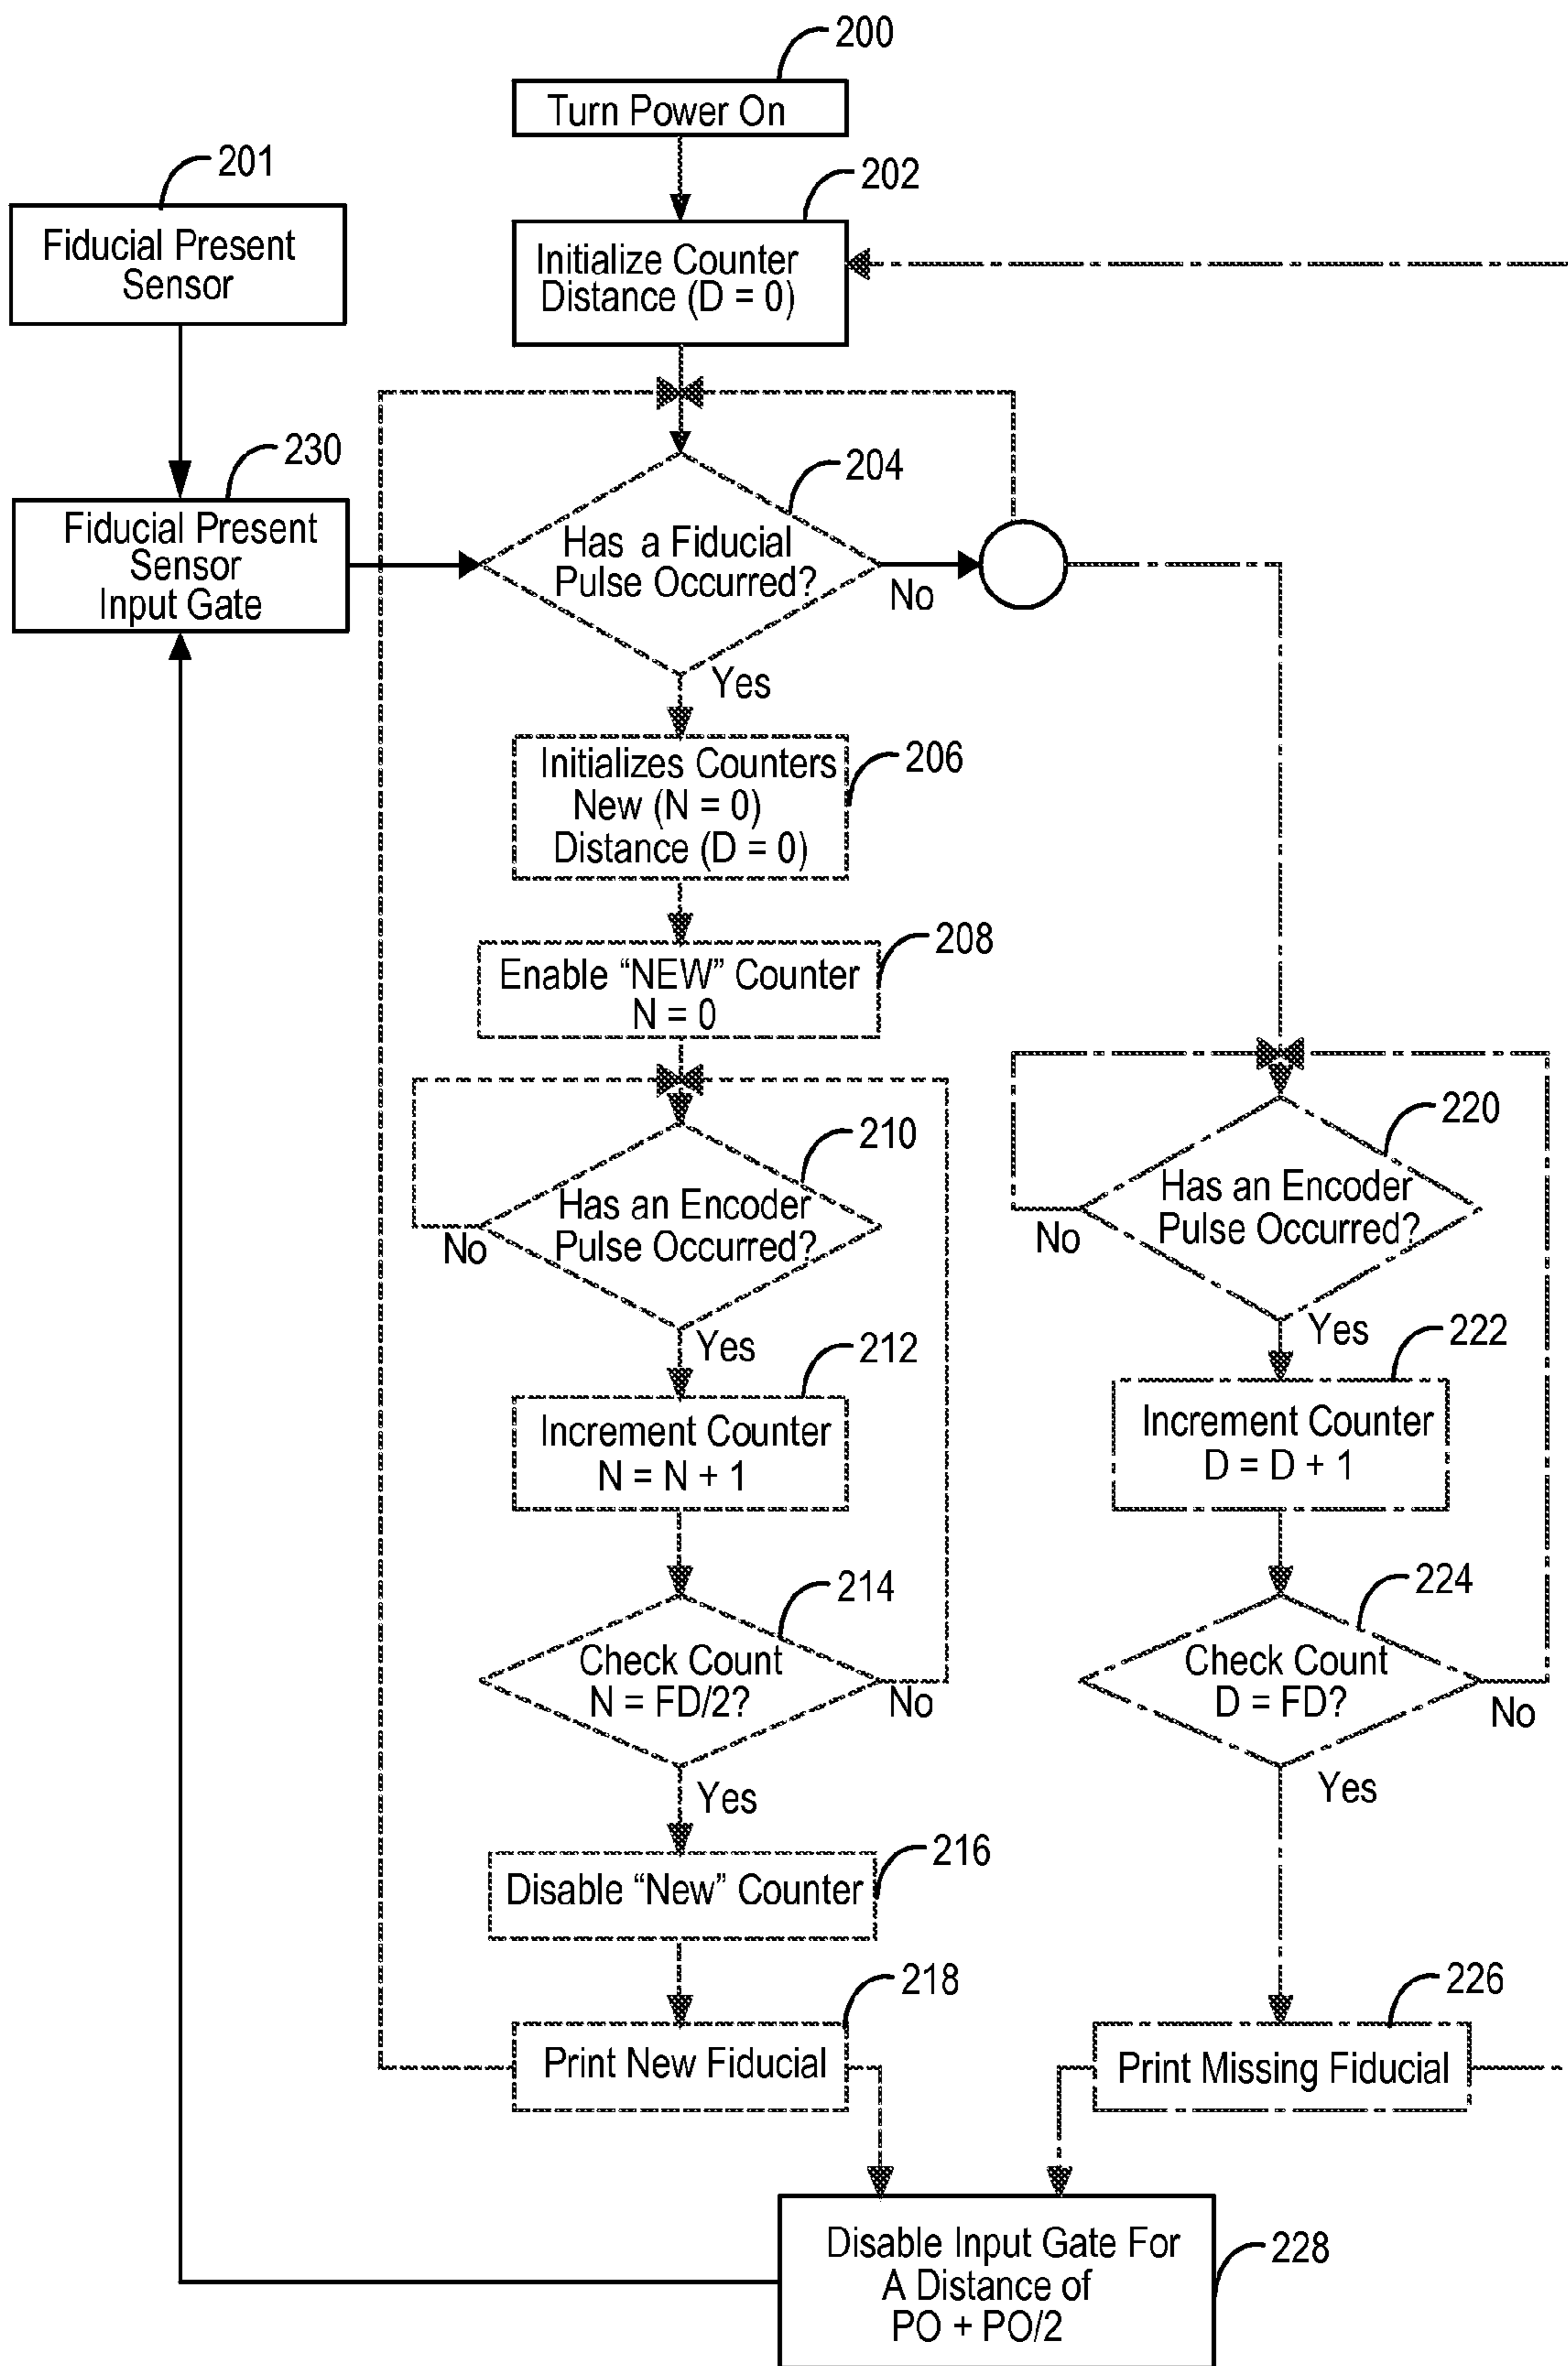 200
Turn Power On
201
202
Fiducial Present
Sensor
Initialize Counter
Distance (D = 0)
230
204
Fiducial Present
Sensor
Input Gate
Has a Fiducial
Pulse Occurred?
No
Yes
Initializes Counters
New (N = 0)
Distance (D = 0)
206
208
Enable “NEW” Counter
N = 0
210
Has an Encoder
Pulse Occurred?
No
Yes
212
Increment Counter
N = N + 1
214
Check Count
N = FD/2?
No
Yes
216
Disable “New” Counter
218
Print New Fiducial
220
Has an Encoder
Pulse Occurred?
No
Yes
222
Increment Counter
D = D + 1
224
Check Count
D = FD?
No
Yes
226
Print Missing Fiducial
Disable Input Gate For
A Distance of
PO + PO/2
228